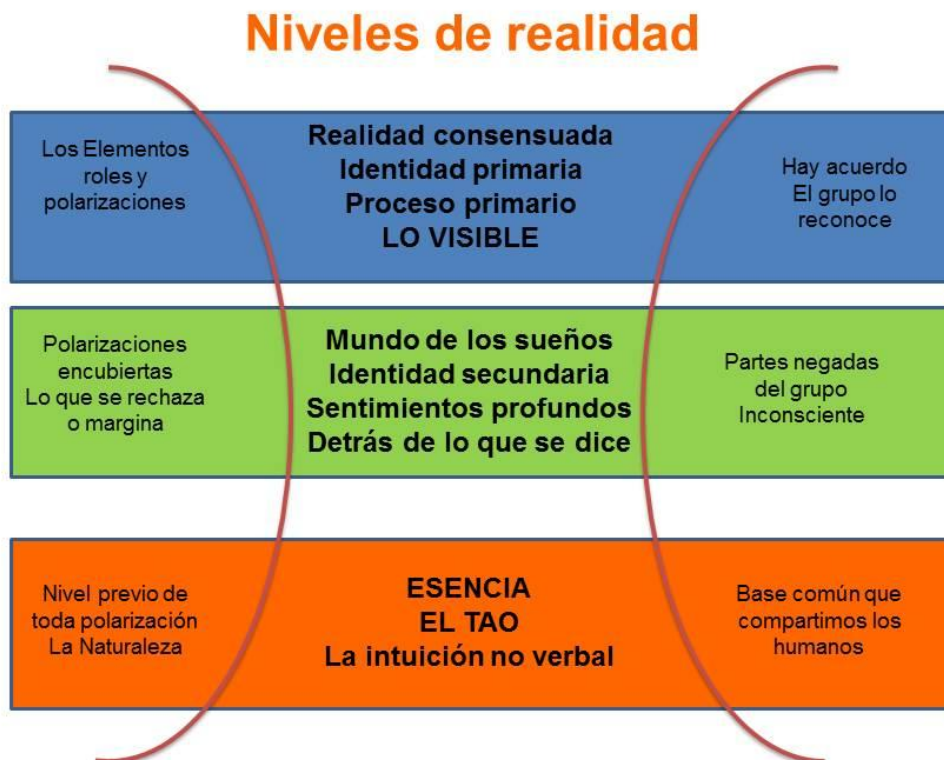 Niveles de realidad
Los Elementos
roles y
polarizaciones
Realidad consensuada
Identidad primaria
Proceso primario
LO VISIBLE
Hay acuerdo
El grupo lo
reconoce
Polarizaciones
encubiertas
Lo que se rechaza
o margina
Mundo de los sueños
Identidad secundaria
Sentimientos profundos
Detrás de lo que se dice
Partes negadas
del grupo
Inconsciente
Nivel previo de
toda polarización
La Naturaleza
ESENCIA
EL TAO
La intuición no verbal
Base común que
compartimos los
humanos